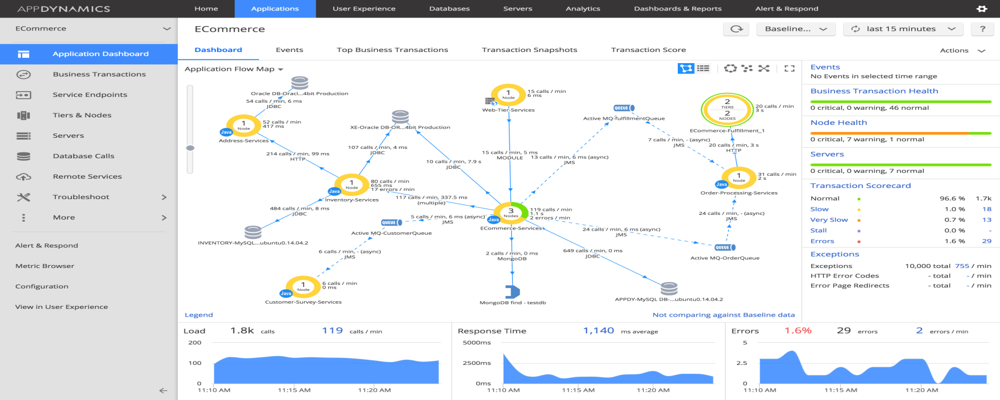 APPDYNAMICS
Home Applications User Experience Databases Servers Analytics Dashboards & Reports Alert & Respond
ECommerce
Application Dashboard
Business Transactions
Service Endpoints
Tiers & Nodes
Servers
Database Calls
Remote Services
Troubleshoot
More
Alert & Respond
Metric Browser
Configuration
View in User Experience
ECommerce
Baseline...
last 15 minutes
?
Dashboard Events Top Business Transactions Transaction Snapshots Transaction Score
Actions
Application Flow Map
Oracle DB-Oracl...4bit Production
54 calls / min, 6 ms
JDBC
1
Node
52 calls / min
417 ms
Java
Address-Services
214 calls / min, 99 ms
HTTP
XE-Oracle DB-OR...4bit Production
107 calls / min, 4 ms
JDBC
1
Node
15 calls / min
6 ms
Web-Tier-Services
15 calls / min, 5 ms
MODULE
10 calls / min, 7.9 s
JDBC
QUEUE
Active MQ-fulfillmentQueue
13 calls / min, 6 ms (async)
JMS
7 calls / min, - (async)
JMS
2
TIERS
2
NODES
20 calls / min
3 s
ECommerce-Fulfillment_1
20 calls / min, 3 s
HTTP
1
Node
31 calls / min
2 s
Java
Order-Processing-Services
24 calls / min, - (async)
JMS
1
Node
80 calls / min
655 ms
17 errors / min
Java
Inventory-Services
484 calls / min, 8 ms
JDBC
INVENTORY-MySQL...ubuntu0.14.04.2
117 calls / min, 337.5 ms
(multiple)
3
Nodes
119 calls / min
1.1 s
2 errors / min
Java
ECommerce-Services
5 calls / min, 6 ms (async)
JMS
QUEUE
Active MQ-CustomerQueue
6 calls / min, - (async)
JMS
24 calls / min, 6 ms (async)
JMS
QUEUE
Active MQ-OrderQueue
2 calls / min, 0 ms
MongoDB
649 calls / min, 0 ms
JDBC
1
Node
6 calls / min
0 ms
Java
Customer-Survey-Services
MongoDB find - testdb
APPDY-MySQL DB-...ubuntu0.14.04.2
Legend
Not comparing against Baseline data
Events
No Events in selected time range
Business Transaction Health
0 critical, 0 warning, 46 normal
Node Health
0 critical, 7 warning, 1 normal
Servers
0 critical, 0 warning, 7 normal
Transaction Scorecard
Normal 96.6 % 1.7k
Slow 1.0 % 18
Very Slow 0.7 % 13
Stall 0.0 % -
Errors 1.6 % 29
Exceptions
Exceptions 10,000 total 755 / min
HTTP Error Codes - total - / min
Error Page Redirects - total - / min
Load 1.8k calls 119 calls / min
200
100
0
11:10 AM 11:15 AM 11:20 AM
Response Time 1,140 ms average
5000ms
2500ms
0ms
11:10 AM 11:15 AM 11:20 AM
Errors 1.6% 29 errors 2 errors / min
5
2.5
0
11:10 AM 11:15 AM 11:20 AM